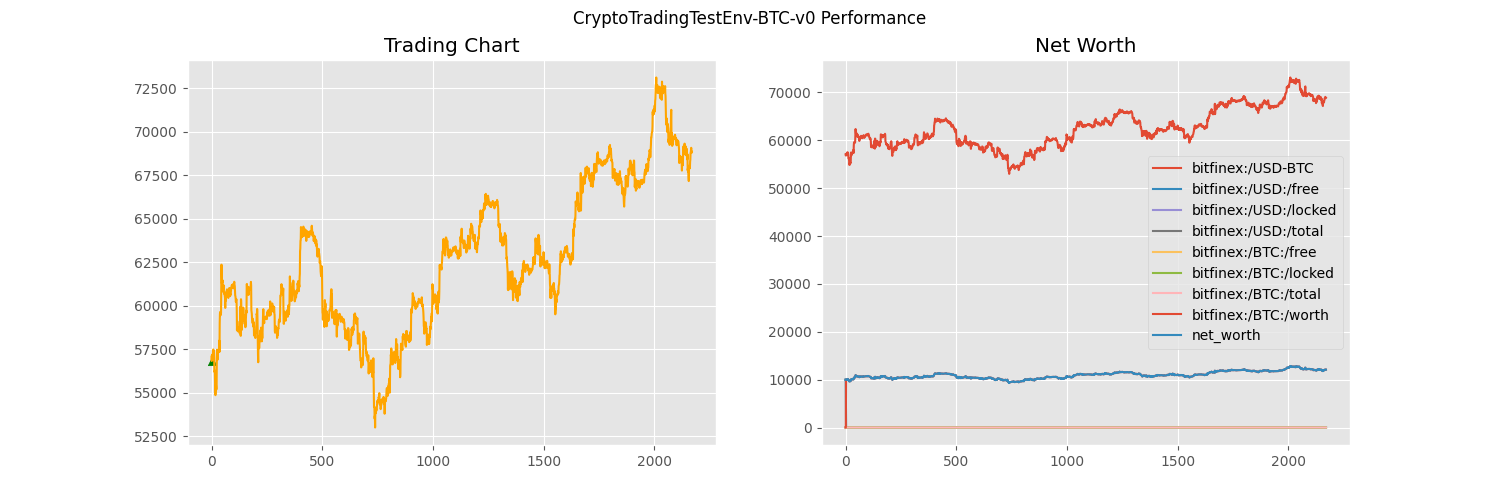 CryptoTradingTestEnv-BTC-v0 Performance
Trading Chart
72500
70000
67500
65000
62500
60000
57500
55000
52500
0
500
1000
1500
2000
Net Worth
70000
60000
50000
40000
30000
20000
10000
0
0
500
1000
1500
2000
bitfinex:/USD-BTC
bitfinex:/USD:/free
bitfinex:/USD:/locked
bitfinex:/USD:/total
bitfinex:/BTC:/free
bitfinex:/BTC:/locked
bitfinex:/BTC:/total
bitfinex:/BTC:/worth
net_worth